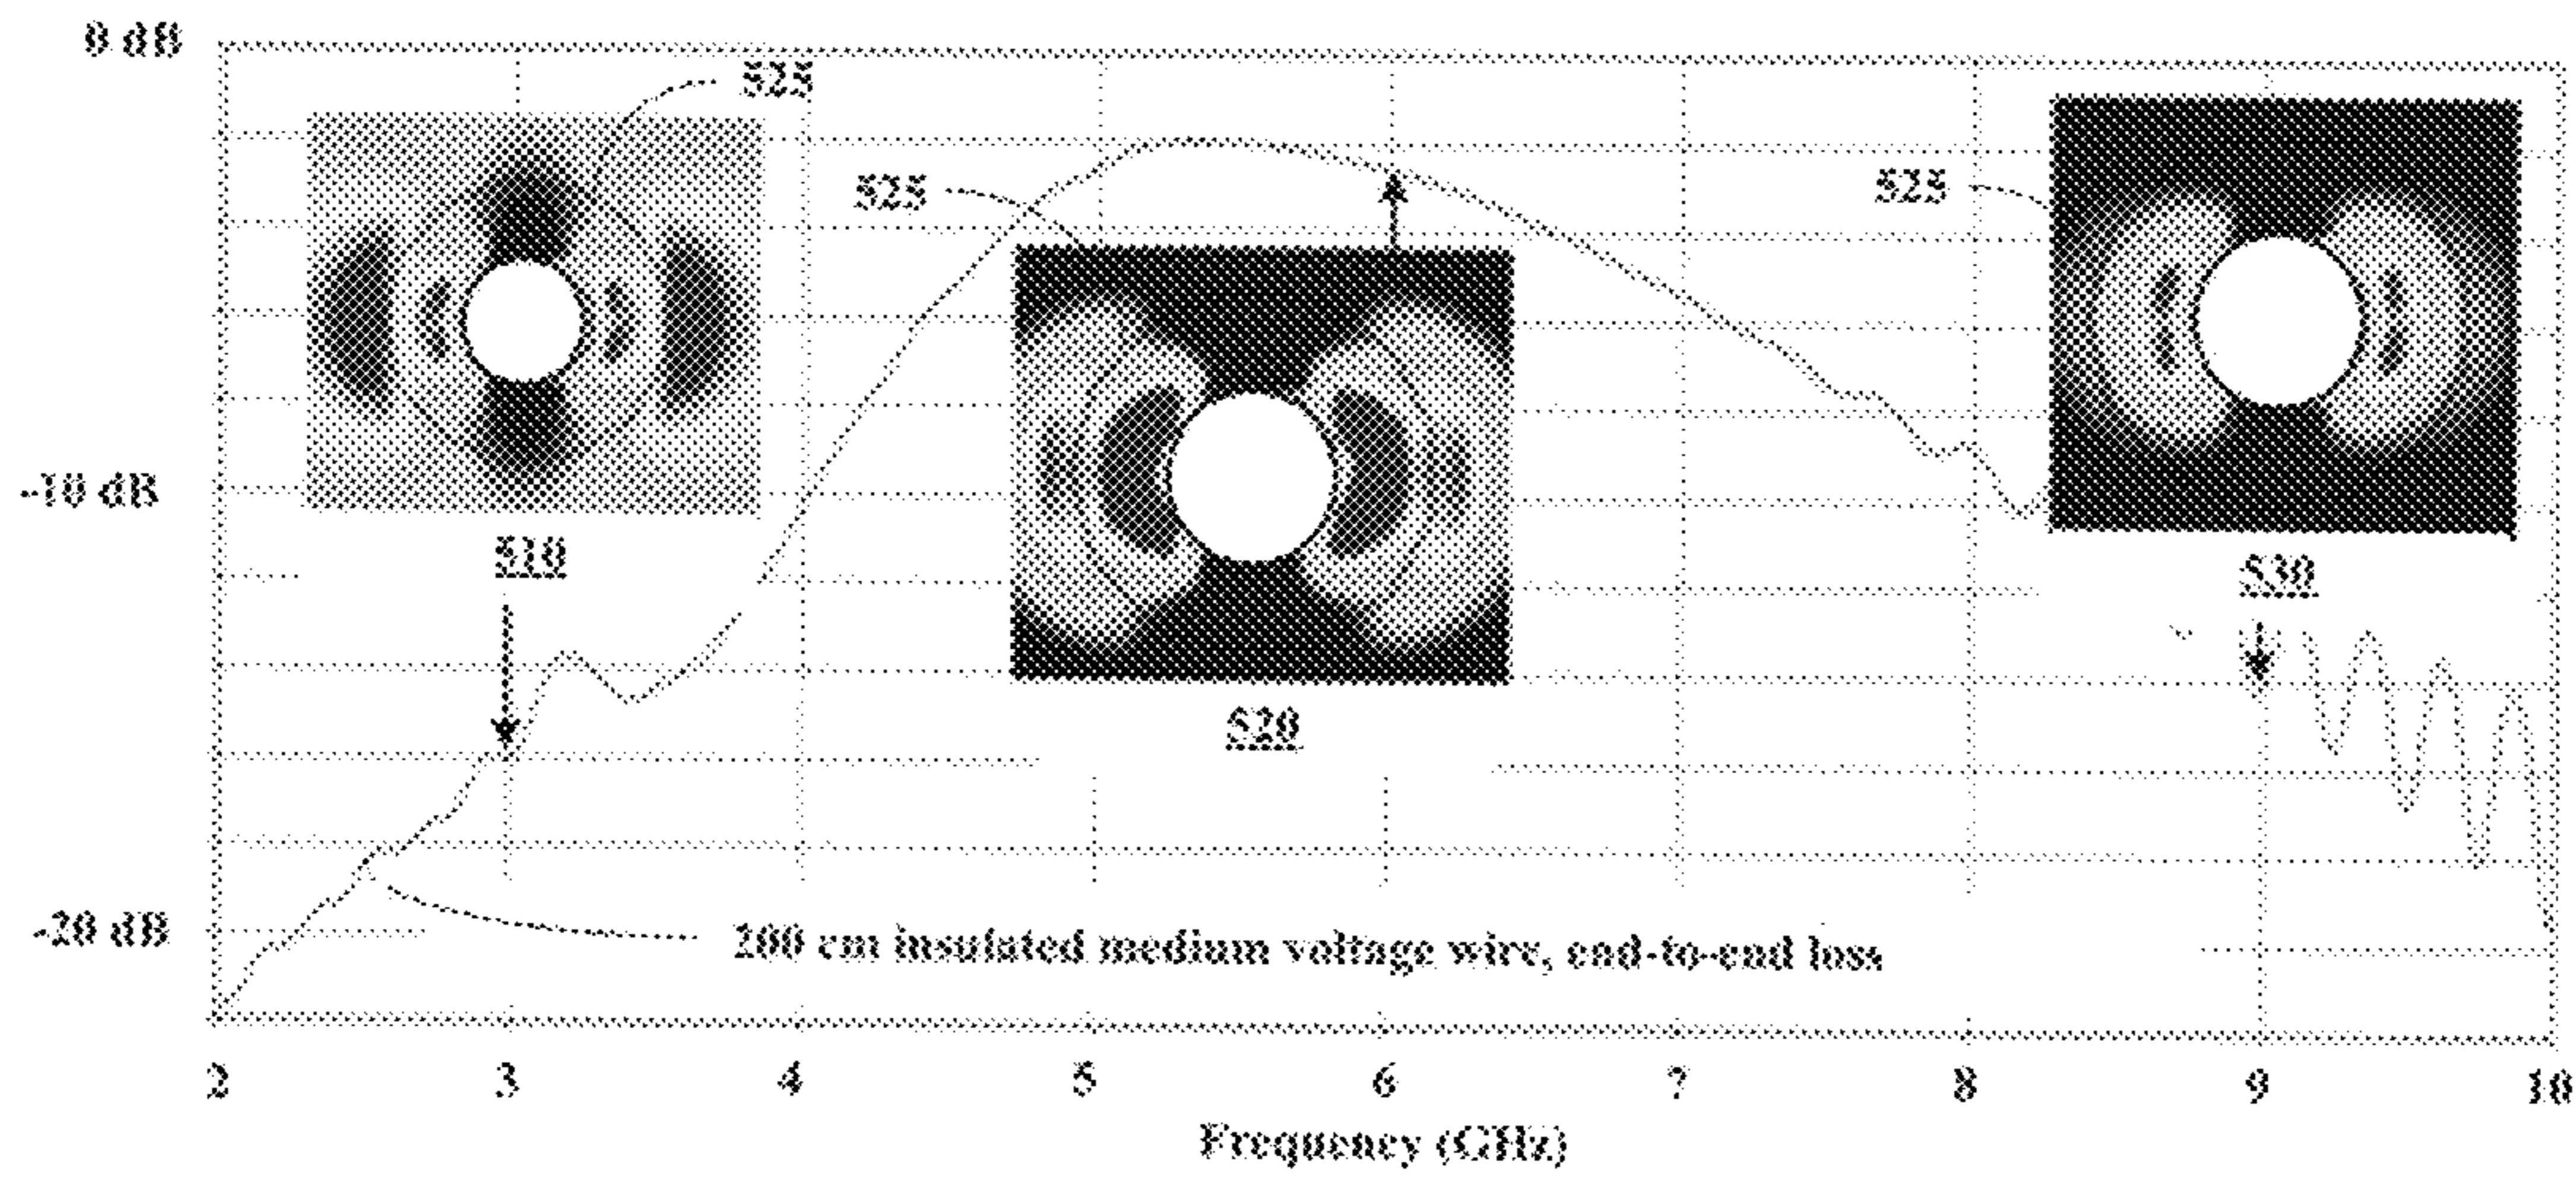 0 dB
525
525
525
-10 dB
510
530
520
-20 dB
200 cm insulated medium voltage wire, end-to-end loss
2 3 4 5 6 7 8 9 10
Frequency (GHz)